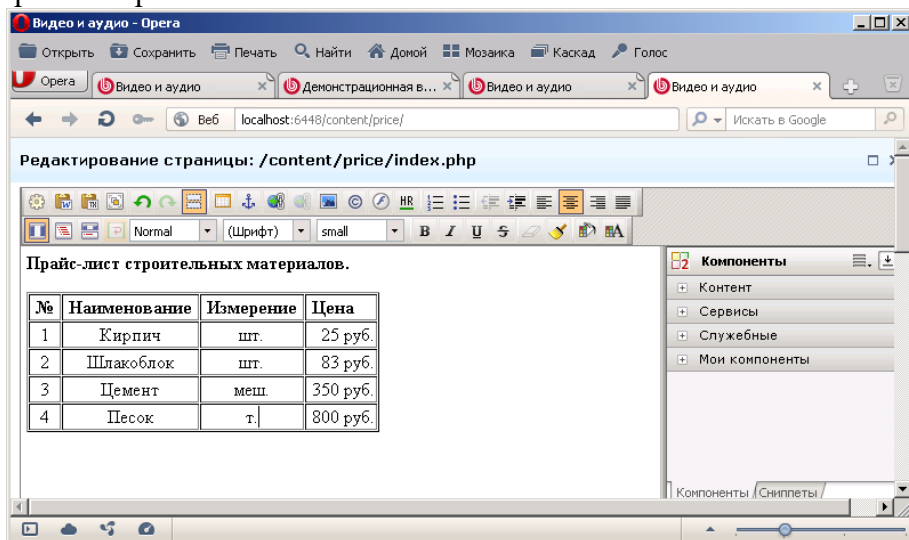 Видео и аудио - Opera
Открыть Сохранить Печать Найти Домой Мозаика Каскад Голос
Opera Видео и аудио Демонстрационная в... Видео и аудио Видео и аудио
Веб localhost:6448/content/price/ Искать в Google
Редактирование страницы: /content/price/index.php
HR
Normal (Шрифт) small B I U S A
Прайс-лист строительных материалов.
№ Наименование Измерение Цена
1 Кирпич шт. 25 руб.
2 Шлакоблок шт. 83 руб.
3 Цемент меш. 350 руб.
4 Песок т. 800 руб.
Компоненты
Контент
Сервисы
Служебные
Мои компоненты
Компоненты Сниппеты